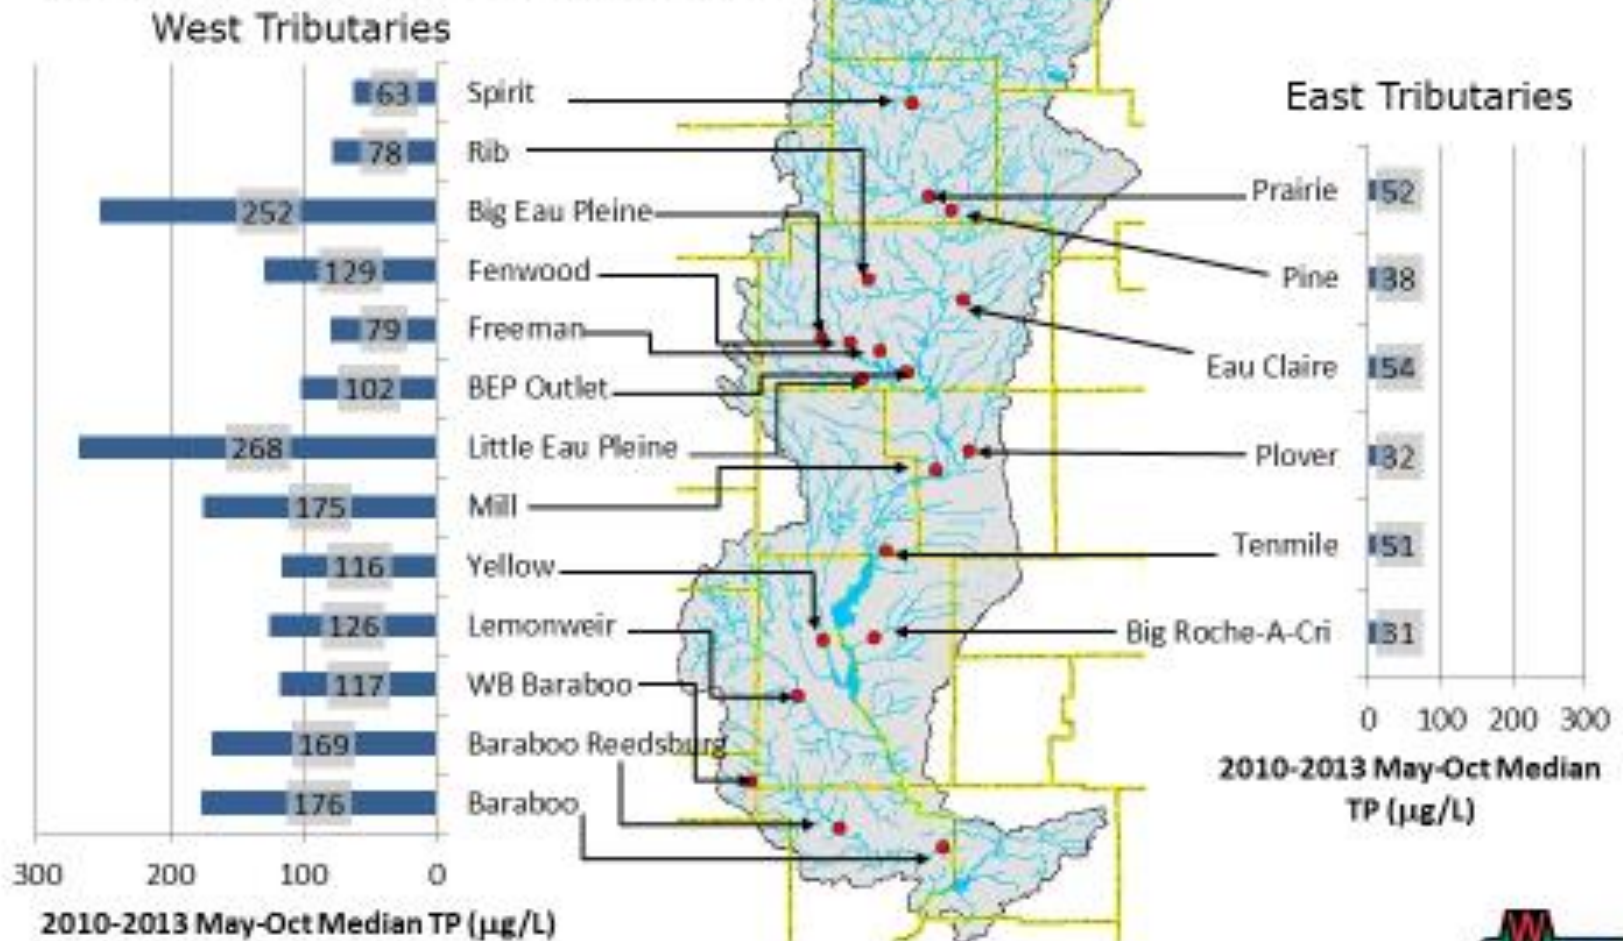 West Tributaries
63 Spirit
78 Rib
252 Big Eau Pleine
129 Fenwood
79 Freeman
102 BEP Outlet
268 Little Eau Pleine
175 Mill
116 Yellow
126 Lemonweir
117 WB Baraboo
169 Baraboo Reedsburg
176 Baraboo
300 200 100 0
2010-2013 May-Oct Median TP (µg/L)
East Tributaries
Prairie 52
Pine 38
Eau Claire 54
Plover 32
Tenmile 51
Big Roche-A-Cri 31
0 100 200 300
2010-2013 May-Oct Median
TP (µg/L)
W